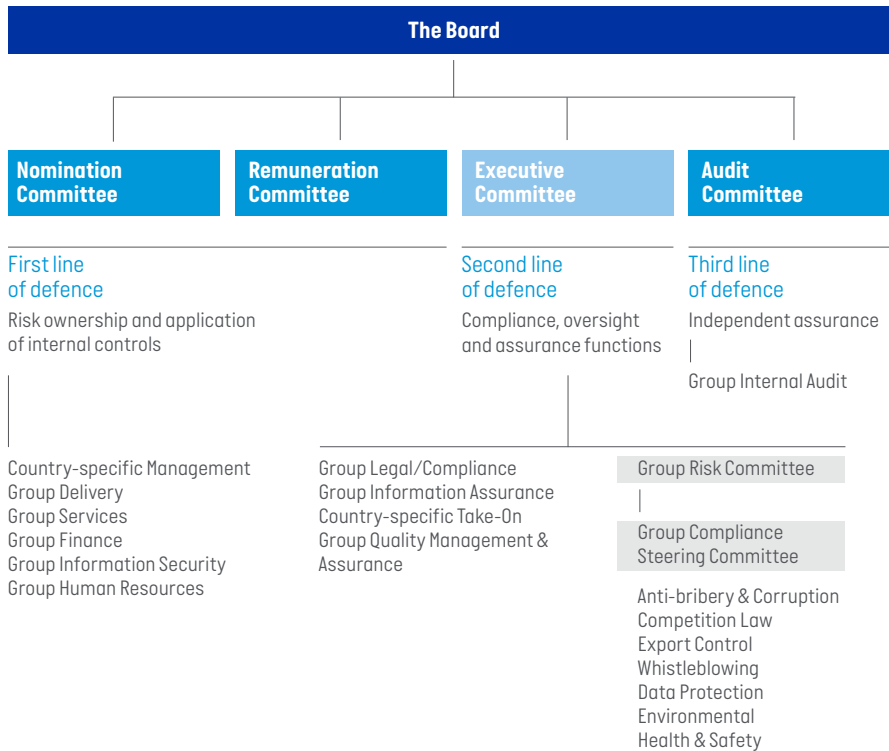 The Board
Nomination
Committee
Remuneration
Committee
Executive
Committee
Audit
Committee
First line
of defence
Risk ownership and application
of internal controls
Second line
of defence
Compliance, oversight
and assurance functions
Third line
of defence
Independent assurance
Group Internal Audit
Country-specific Management
Group Delivery
Group Services
Group Finance
Group Information Security
Group Human Resources
Group Legal/Compliance
Group Information Assurance
Country-specific Take-On
Group Quality Management &
Assurance
Group Risk Committee
Group Compliance
Steering Committee
Anti-bribery & Corruption
Competition Law
Export Control
Whistleblowing
Data Protection
Environmental
Health & Safety